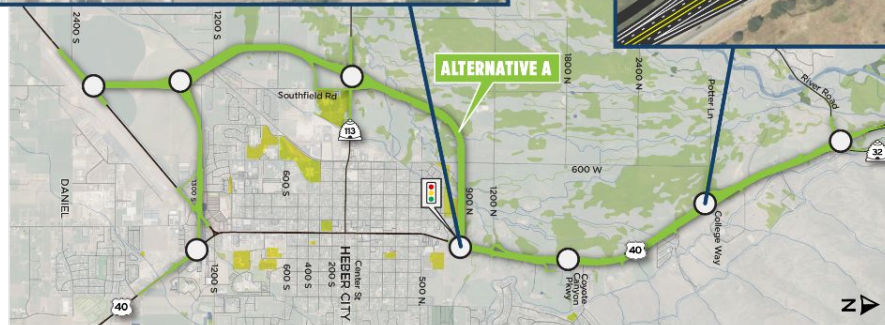 2400 S
1200 S
ALTERNATIVE A
1800 N
2400 N
Potter Ln
River Road
Southfield Rd
113
32
600 W
DANIEL
1300 S
600 S
900 N
1200 N
College Way
40
1200 S
600 S
400 S
200 S
Center St
HEBER CITY
500 N.
Coyote
Canyon
Pkwy
40
N